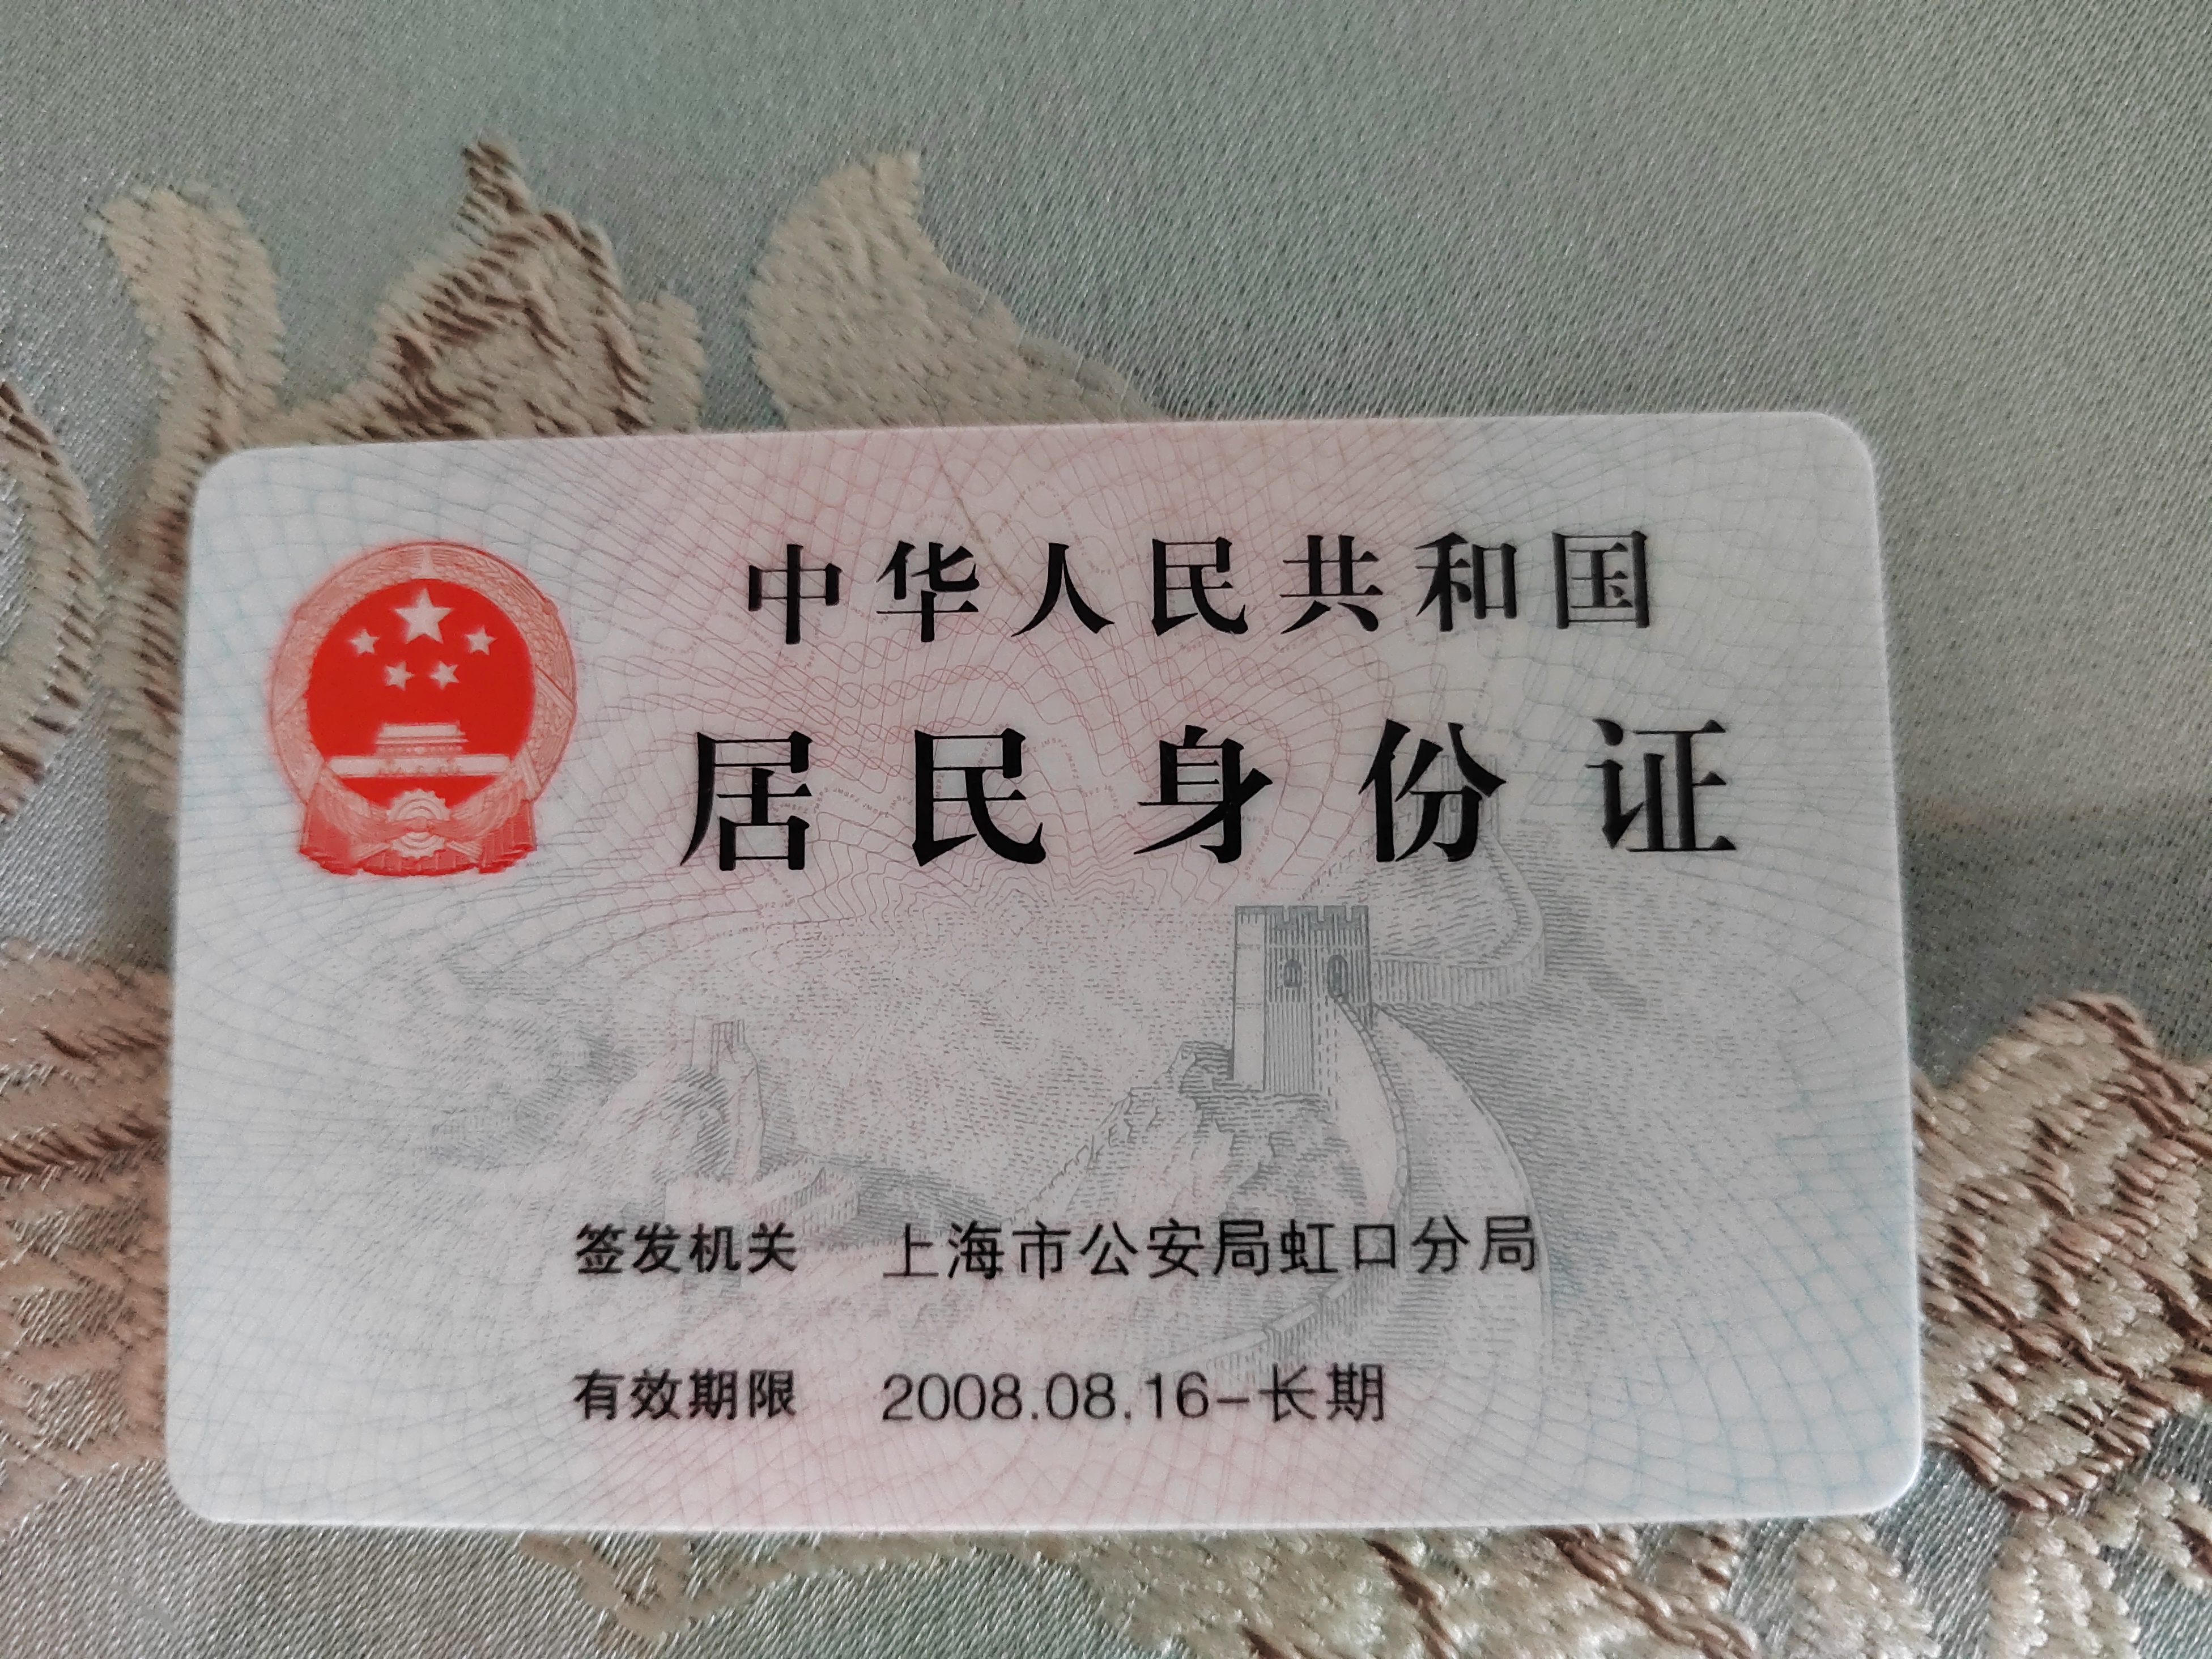 中华人民共和国
居民身份证
签发机关 上海市公安局虹口分局
有效期限 2008.08.16-长期